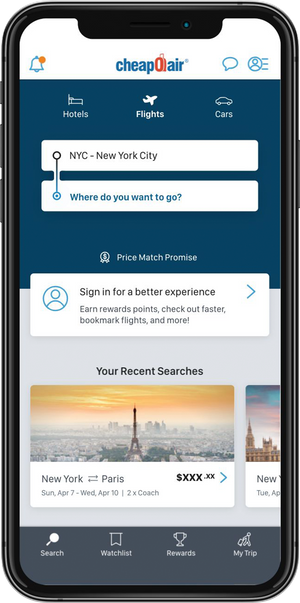 cheapOair®
Hotels
Flights
Cars
NYC - New York City
Where do you want to go?
Price Match Promise
Sign in for a better experience
Earn rewards points, check out faster,
bookmark flights, and more!
Your Recent Searches
New York ⇄ Paris
$XXX.XX
Sun, Apr 7 - Wed, Apr 10 | 2 x Coach
New Y
Tue, Ap
Search
Watchlist
Rewards
My Trip